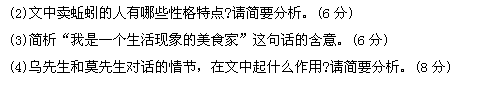 (2)文中卖蚯蚓的人有哪些性格特点?请简要分析。(6 分)
(3)简析“我是一个生活现象的美食家”这句话的含意。(6 分)
(4)乌先生和莫先生对话的情节，在文中起什么作用?请简要分析。(8 分)